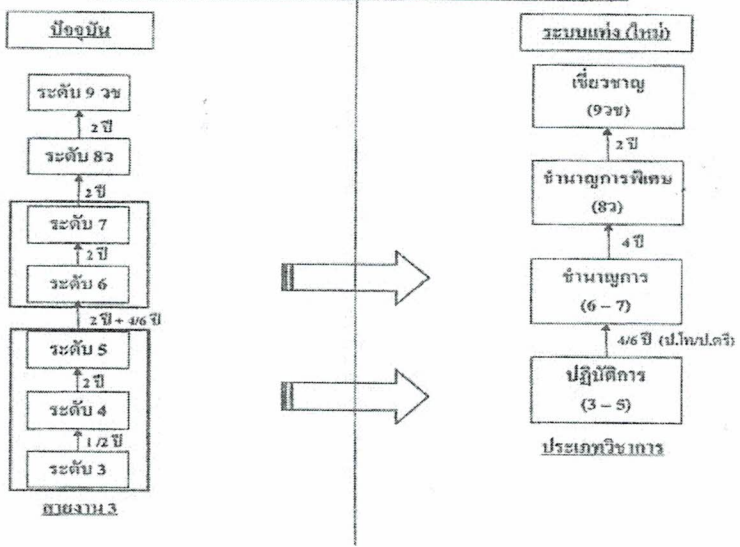 ปัจจุบัน
ระดับ 9 วช
2 ปี
ระดับ 8ว
2 ปี
ระดับ 7
2 ปี
ระดับ 6
2 ปี + 4/6 ปี
ระดับ 5
2 ปี
ระดับ 4
1/2 ปี
ระดับ 3
สายงาน 3
ระบบแท่ง (ใหม่)
เชี่ยวชาญ
(9วช)
2 ปี
ชำนาญการพิเศษ
(8ว)
4 ปี
ชำนาญการ
(6 – 7)
4/6 ปี (ป.โท/ป.ตรี)
ปฏิบัติการ
(3 – 5)
ประเภทวิชาการ